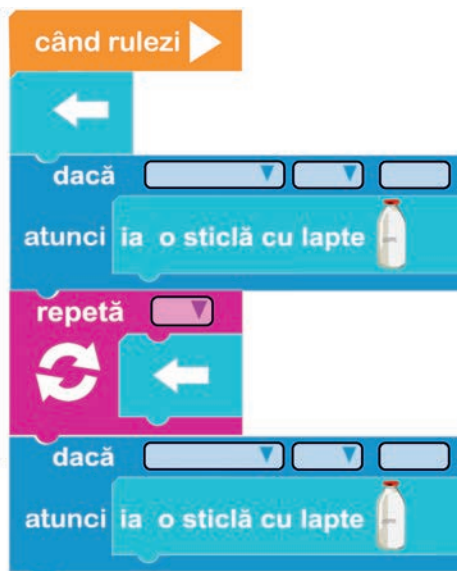 când rulezi
dacă
atunci ia o sticlă cu lapte
repetă
dacă
atunci ia o sticlă cu lapte